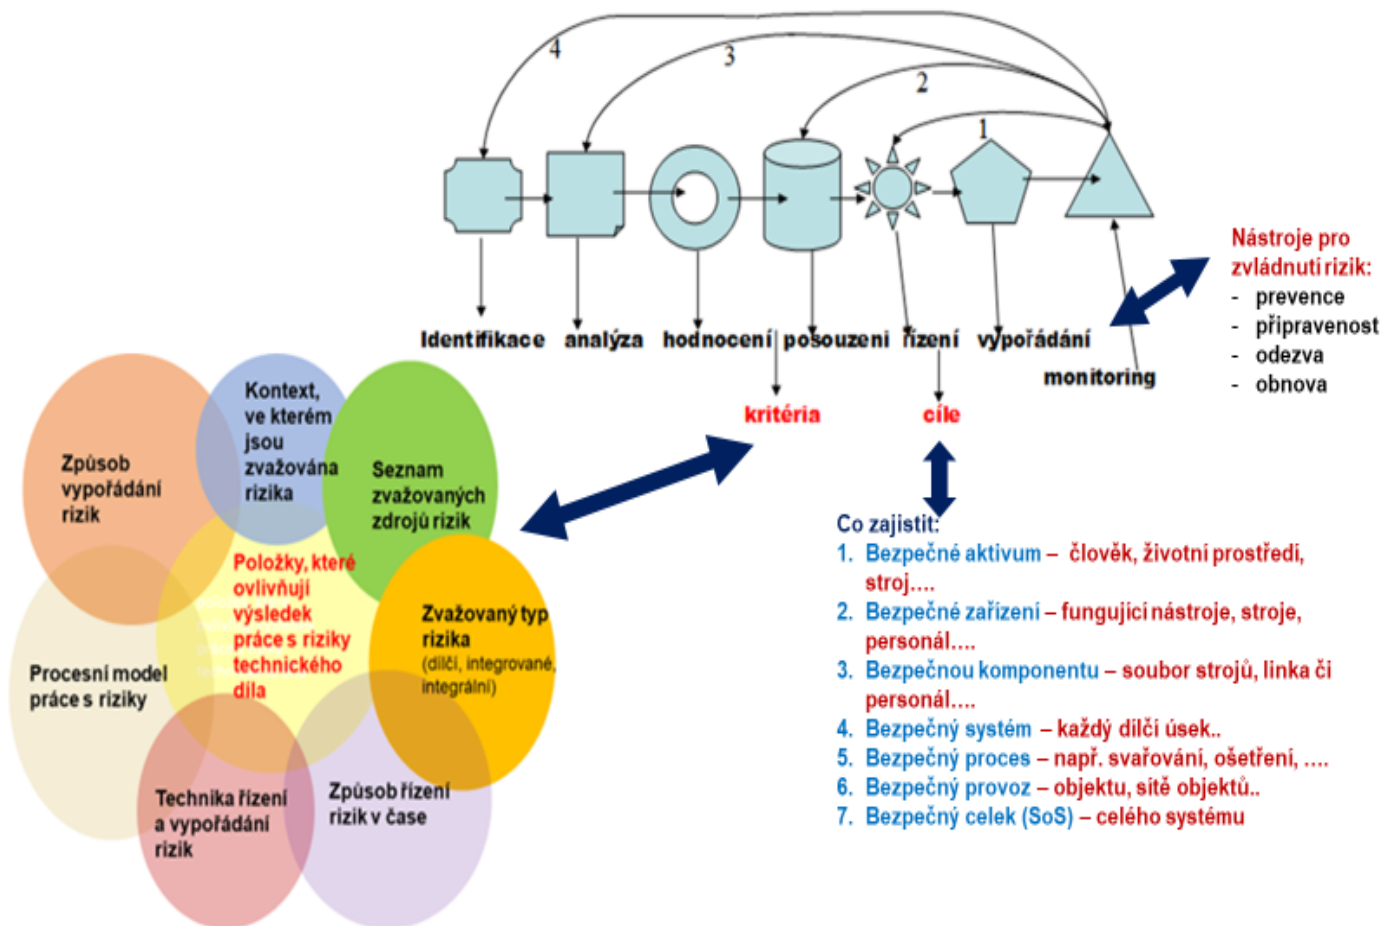 4
3
2
1
Identifikace analýza hodnocení posouzeni řízení vypořádání
monitoring
kritéria
cíle
Nástroje pro
zvládnutí rizik:
- prevence
- připravenost
- odezva
- obnova
Kontext,
ve kterém
jsou
zvažována
rizika
Způsob
vypořádání
rizik
Seznam
zvažovaných
zdrojů rizik
Položky, které
ovlivňují
výsledek
práce s riziky
technického
díla
Zvažovaný typ
rizika
(dílčí, integrované,
integrální)
Procesní model
práce s riziky
Technika řízení
a vypořádání
rizik
Způsob řízení
rizik v čase
Co zajistit:
1. Bezpečné aktivum – člověk, životní prostředí,
stroj….
2. Bezpečné zařízení – fungující nástroje, stroje,
personál….
3. Bezpečnou komponentu – soubor strojů, linka či
personál….
4. Bezpečný systém – každý dílčí úsek..
5. Bezpečný proces – např. svařování, ošetření, ….
6. Bezpečný provoz – objektu, sítě objektů..
7. Bezpečný celek (SoS) – celého systému